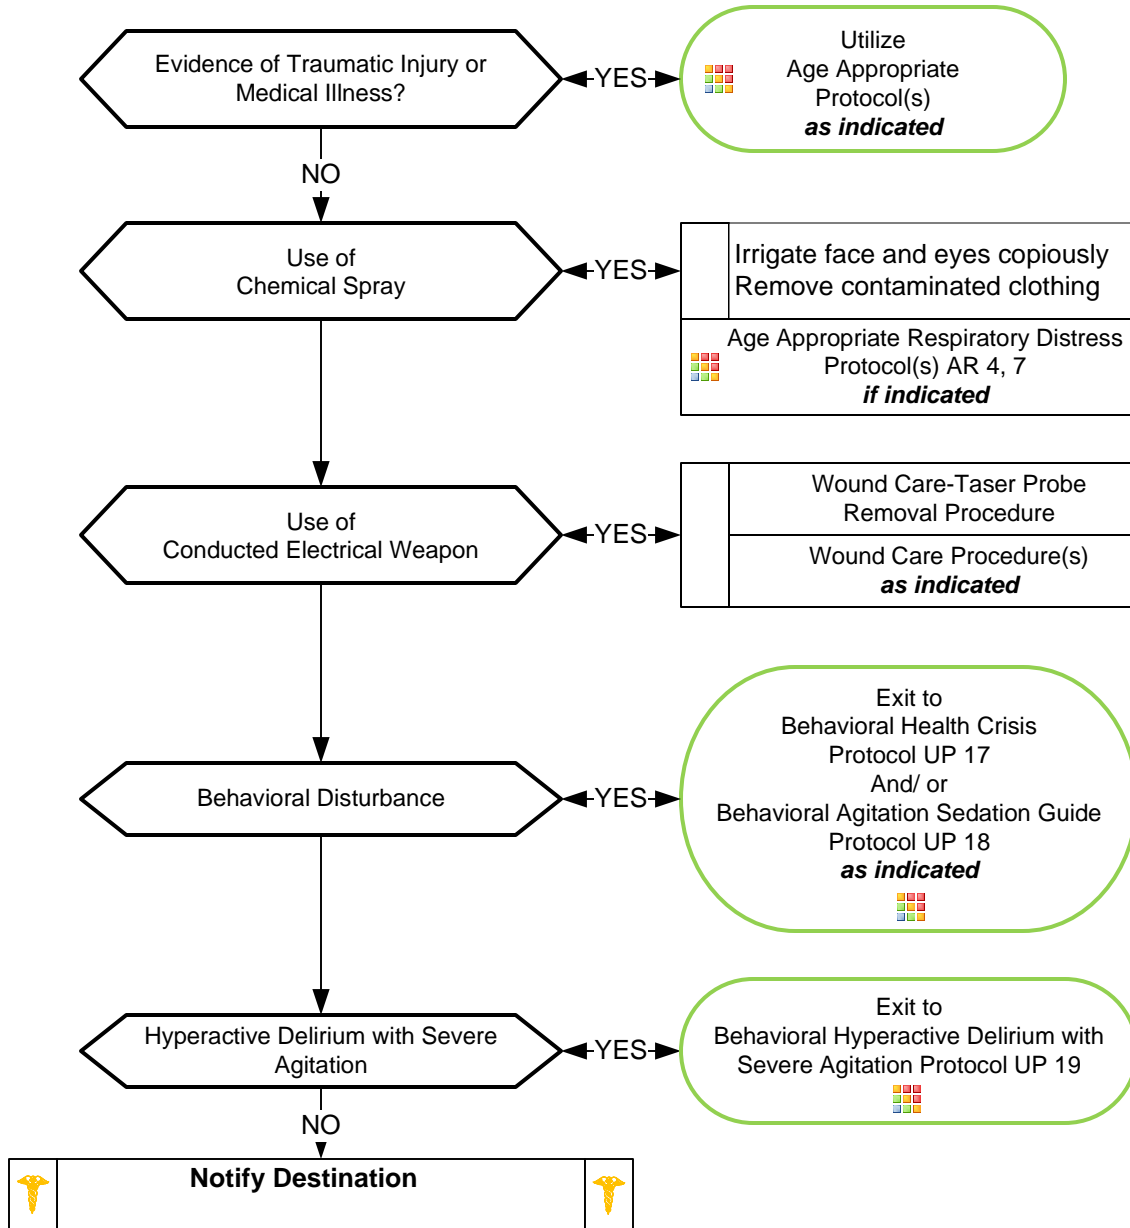 Evidence of Traumatic Injury or
Medical Illness?
YES
Utilize
Age Appropriate
Protocol(s)
as indicated
NO
Use of
Chemical Spray
YES
Irrigate face and eyes copiously
Remove contaminated clothing
Age Appropriate Respiratory Distress
Protocol(s) AR 4, 7
if indicated
Use of
Conducted Electrical Weapon
YES
Wound Care-Taser Probe
Removal Procedure
Wound Care Procedure(s)
as indicated
Behavioral Disturbance
YES
Exit to
Behavioral Health Crisis
Protocol UP 17
And/ or
Behavioral Agitation Sedation Guide
Protocol UP 18
as indicated
Hyperactive Delirium with Severe
Agitation
YES
Exit to
Behavioral Hyperactive Delirium with
Severe Agitation Protocol UP 19
NO
Notify Destination